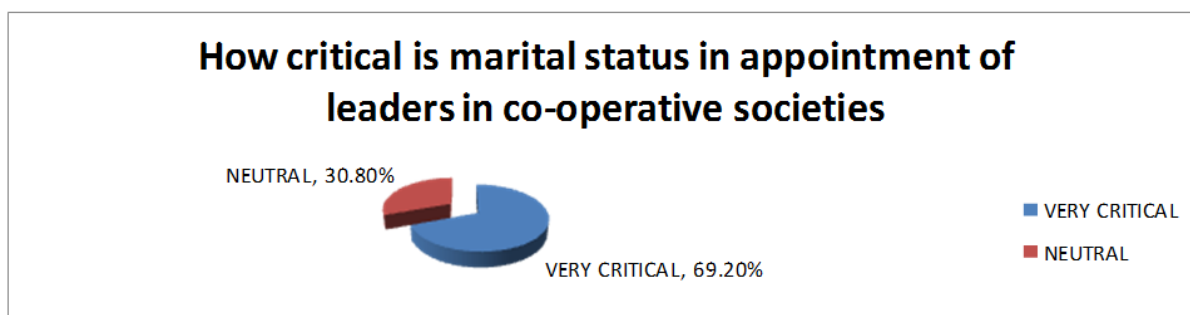 How critical is marital status in appointment of
leaders in co-operative societies
NEUTRAL, 30.80%
VERY CRITICAL, 69.20%
VERY CRITICAL
NEUTRAL